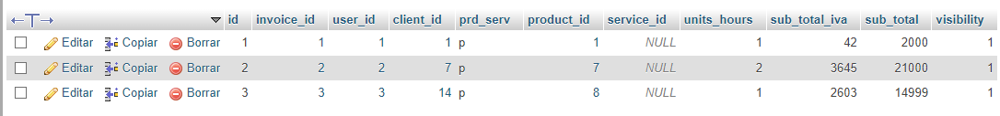 id invoice_id user_id client_id prd_serv product_id service_id units_hours sub_total_iva sub_total visibility
Editar Copiar Borrar 1 1 1 1 p 1 NULL 1 42 2000 1
Editar Copiar Borrar 2 2 2 7 p 7 NULL 2 3645 21000 1
Editar Copiar Borrar 3 3 3 14 p 8 NULL 1 2603 14999 1